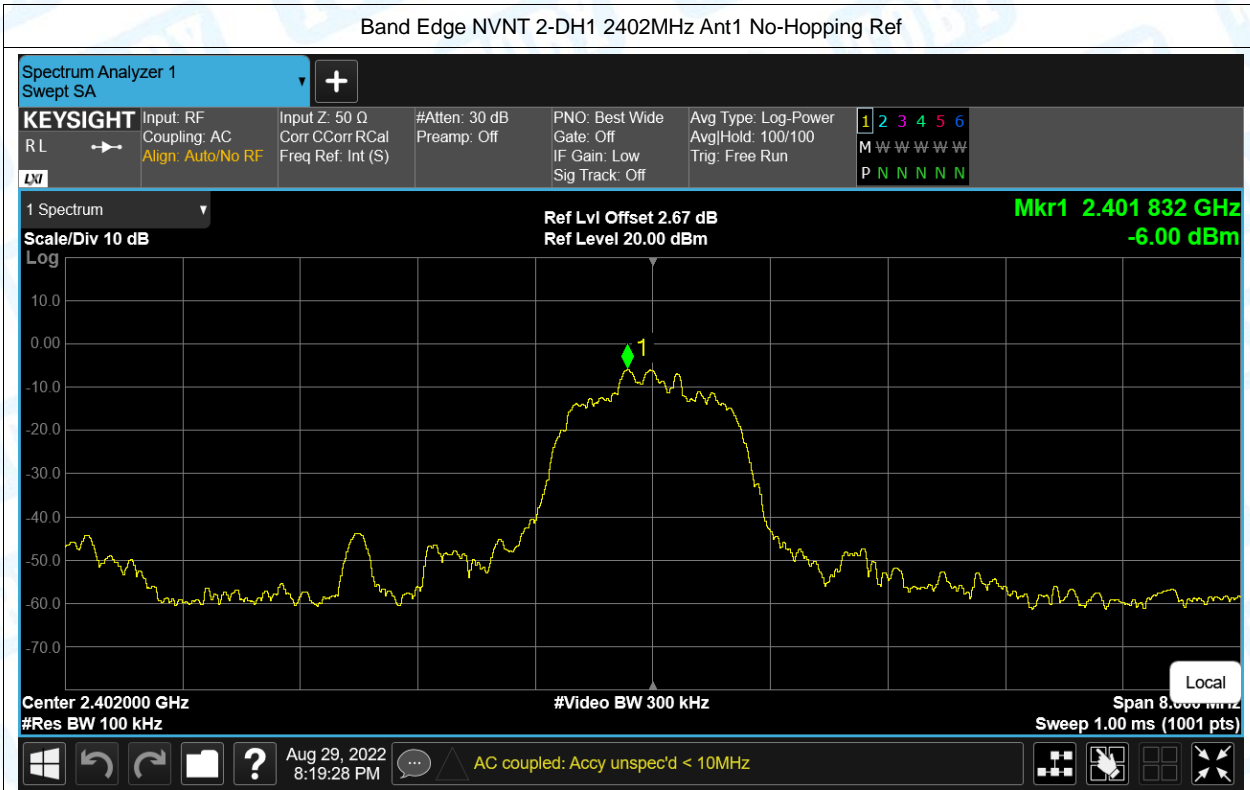 Band Edge NVNT 2-DH1 2402MHz Ant1 No-Hopping Ref
Spectrum Analyzer 1
Swept SA
+
KEYSIGHT
R L
LXI
Input: RF
Coupling: AC
Align: Auto/No RF
Input Z: 50 Ω
Corr CCorr RCal
Freq Ref: Int (S)
#Atten: 30 dB
Preamp: Off
PNO: Best Wide
Gate: Off
IF Gain: Low
Sig Track: Off
Avg Type: Log-Power
Avg|Hold: 100/100
Trig: Free Run
1 2 3 4 5 6
M W W W W W
P N N N N N
1 Spectrum
Scale/Div 10 dB
Ref Lvl Offset 2.67 dB
Ref Level 20.00 dBm
Mkr1 2.401 832 GHz
-6.00 dBm
Log
10.0
0.00
-10.0
-20.0
-30.0
-40.0
-50.0
-60.0
-70.0
1
Local
Center 2.402000 GHz
#Video BW 300 kHz
Span 8.000 MHz
#Res BW 100 kHz
Sweep 1.00 ms (1001 pts)
?
Aug 29, 2022
8:19:28 PM
AC coupled: Accy unspec'd < 10MHz